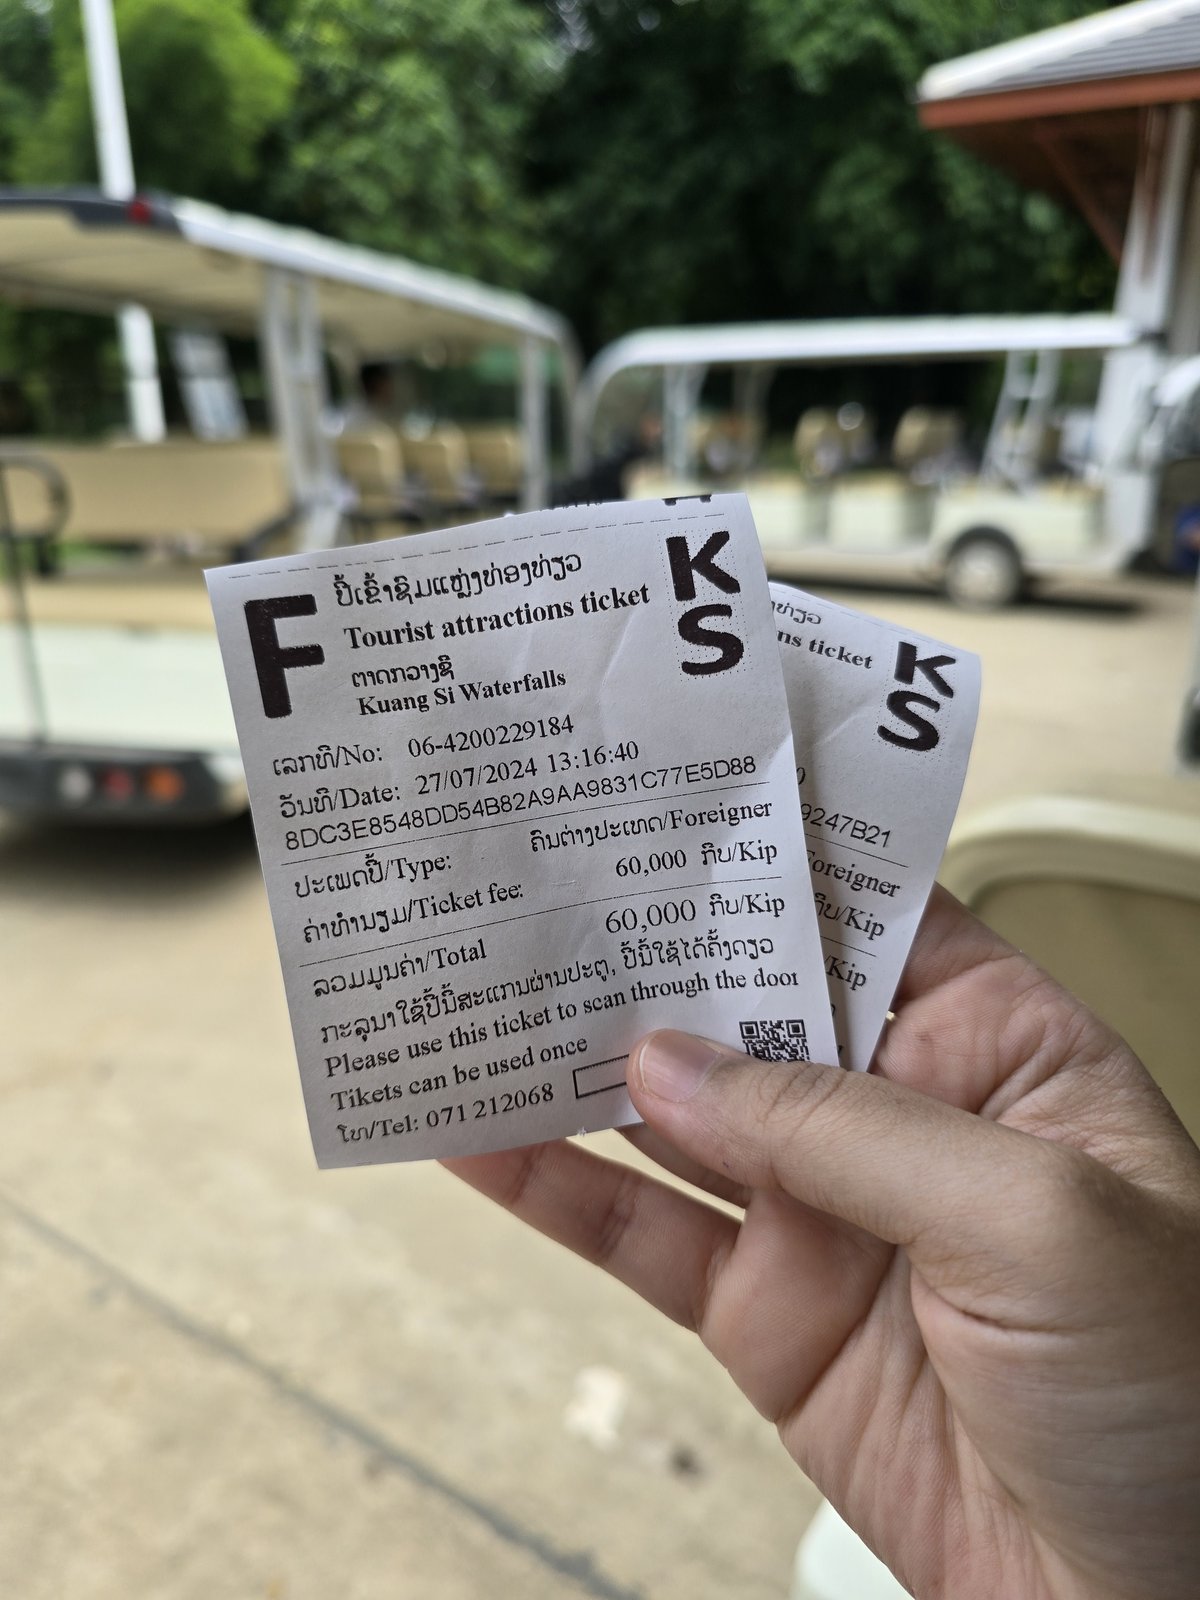 F
ປີ້ເຂົ້າຊົມແຫຼ່ງທ່ອງທ່ຽວ
Tourist attractions ticket
K
S
ຕາດກວາງຊີ
Kuang Si Waterfalls
ເລກທີ/No: 06-4200229184
ວັນທີ/Date: 27/07/2024 13:16:40
8DC3E8548DD54B82A9AA9831C77E5D88
ປະເພດປີ້/Type: ຄົນຕ່າງປະເທດ/Foreigner
ຄ່າທຳນຽມ/Ticket fee: 60,000 ກີບ/Kip
ລວມມູນຄ່າ/Total 60,000 ກີບ/Kip
ກະລຸນາໃຊ້ປີ້ນີ້ສະແກນຜ່ານປະຕູ, ປີ້ນີ້ໃຊ້ໄດ້ຄັ້ງດຽວ
Please use this ticket to scan through the door
Tikets can be used once
ໂທ/Tel: 071 212068
ticket
K
S
9247B21
Foreigner
ກີບ/Kip
/Kip